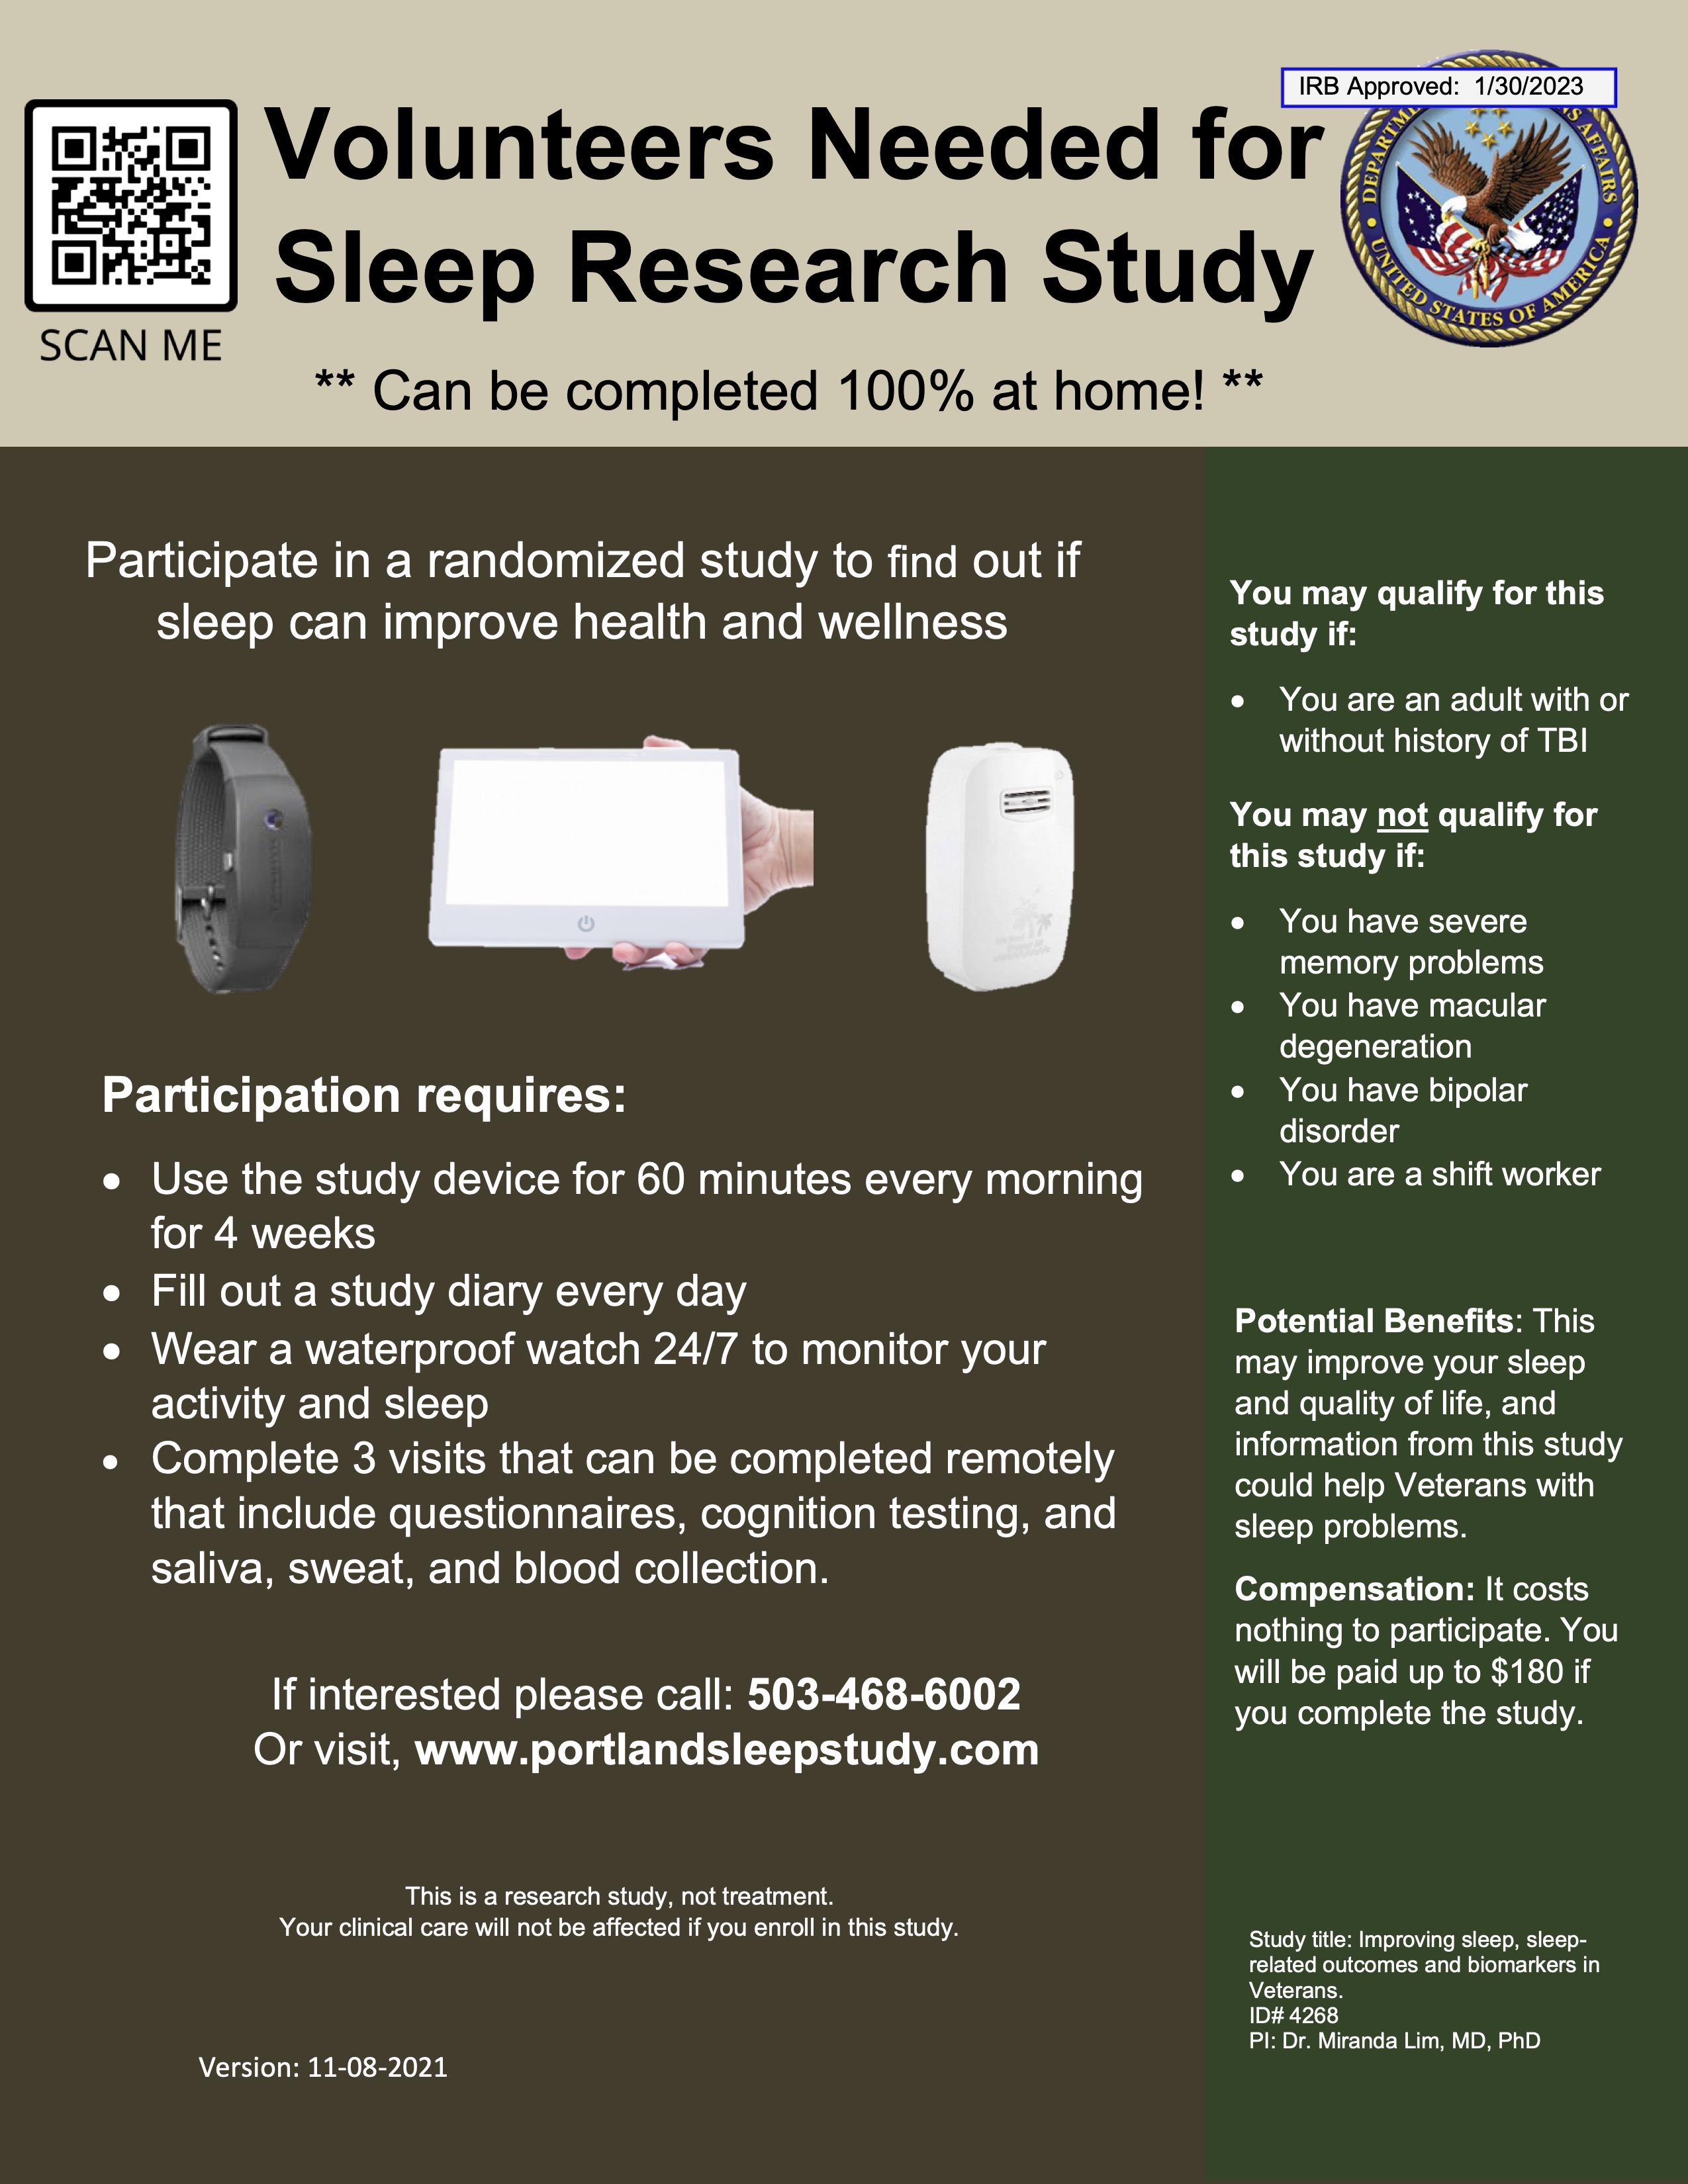 IRB Approved: 1/30/2023
Volunteers Needed for
Sleep Research Study
SCAN ME
** Can be completed 100% at home! **
UNITED STATES OF AMERICA
Participate in a randomized study to find out if
sleep can improve health and wellness
Participation requires:
• Use the study device for 60 minutes every morning
for 4 weeks
• Fill out a study diary every day
• Wear a waterproof watch 24/7 to monitor your
activity and sleep
• Complete 3 visits that can be completed remotely
that include questionnaires, cognition testing, and
saliva, sweat, and blood collection.
If interested please call: 503-468-6002
Or visit, www.portlandsleepstudy.com
This is a research study, not treatment.
Your clinical care will not be affected if you enroll in this study.
Version: 11-08-2021
You may qualify for this
study if:
• You are an adult with or
without history of TBI
You may not qualify for
this study if:
• You have severe
memory problems
• You have macular
degeneration
• You have bipolar
disorder
• You are a shift worker
Potential Benefits: This
may improve your sleep
and quality of life, and
information from this study
could help Veterans with
sleep problems.
Compensation: It costs
nothing to participate. You
will be paid up to $180 if
you complete the study.
Study title: Improving sleep, sleep-
related outcomes and biomarkers in
Veterans.
ID# 4268
PI: Dr. Miranda Lim, MD, PhD